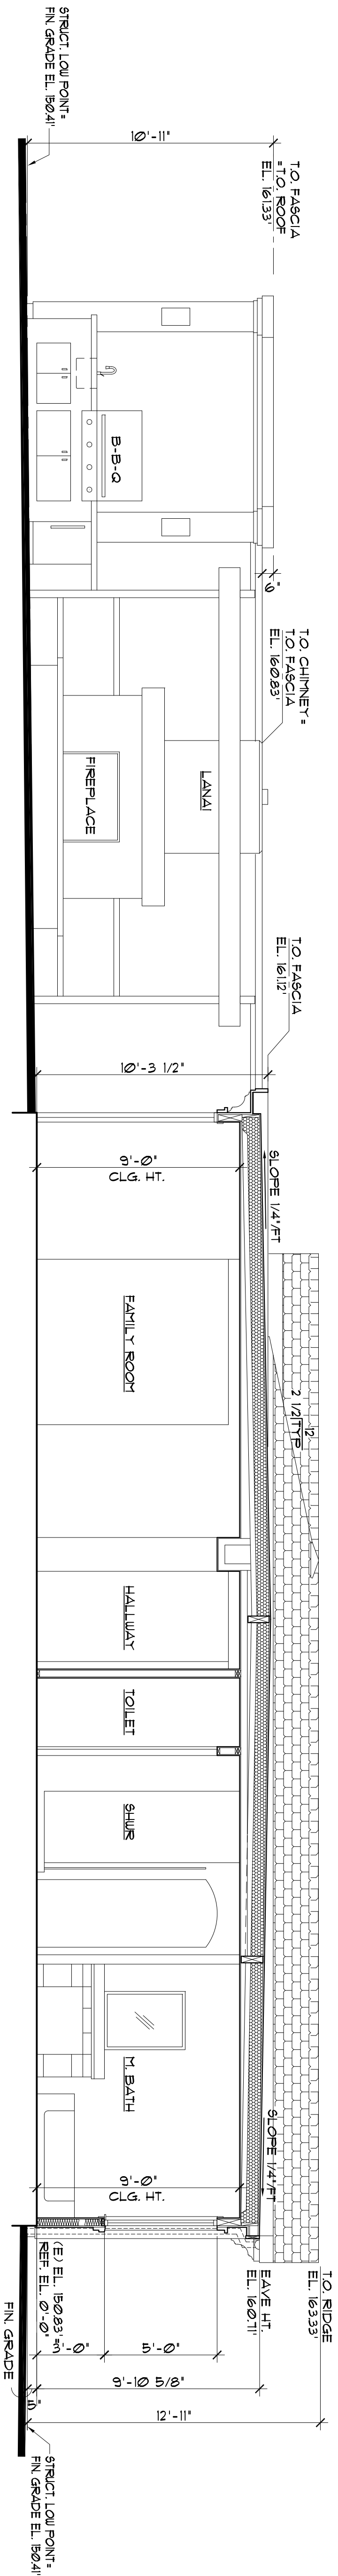 STRUCT. LOW POINT =
FIN. GRADE EL. 150.41'
10'-11"
T.O. FASCIA
=T.O. ROOF
EL. 161.33'
B-B-Q
6"
T.O. CHIMNEY =
T.O. FASCIA
EL. 160.83'
LANAI
FIREPLACE
T.O. FASCIA
EL. 161.12'
10'-3 1/2"
SLOPE 1/4"/FT
9'-0"
CLG. HT.
FAMILY ROOM
12
2 1/2
TYP
HALLWAY
TOILET
SHWR
M. BATH
SLOPE 1/4"/FT
9'-0"
CLG. HT.
T.O. RIDGE
EL. 163.33'
EAVE HT.
EL. 160.71'
(E) EL. 150.83' =
REF. EL. 0'-0"
3'-0"
5'-0"
9'-10 5/8"
12'-11"
5"
FIN. GRADE
STRUCT. LOW POINT =
FIN. GRADE EL. 150.41'